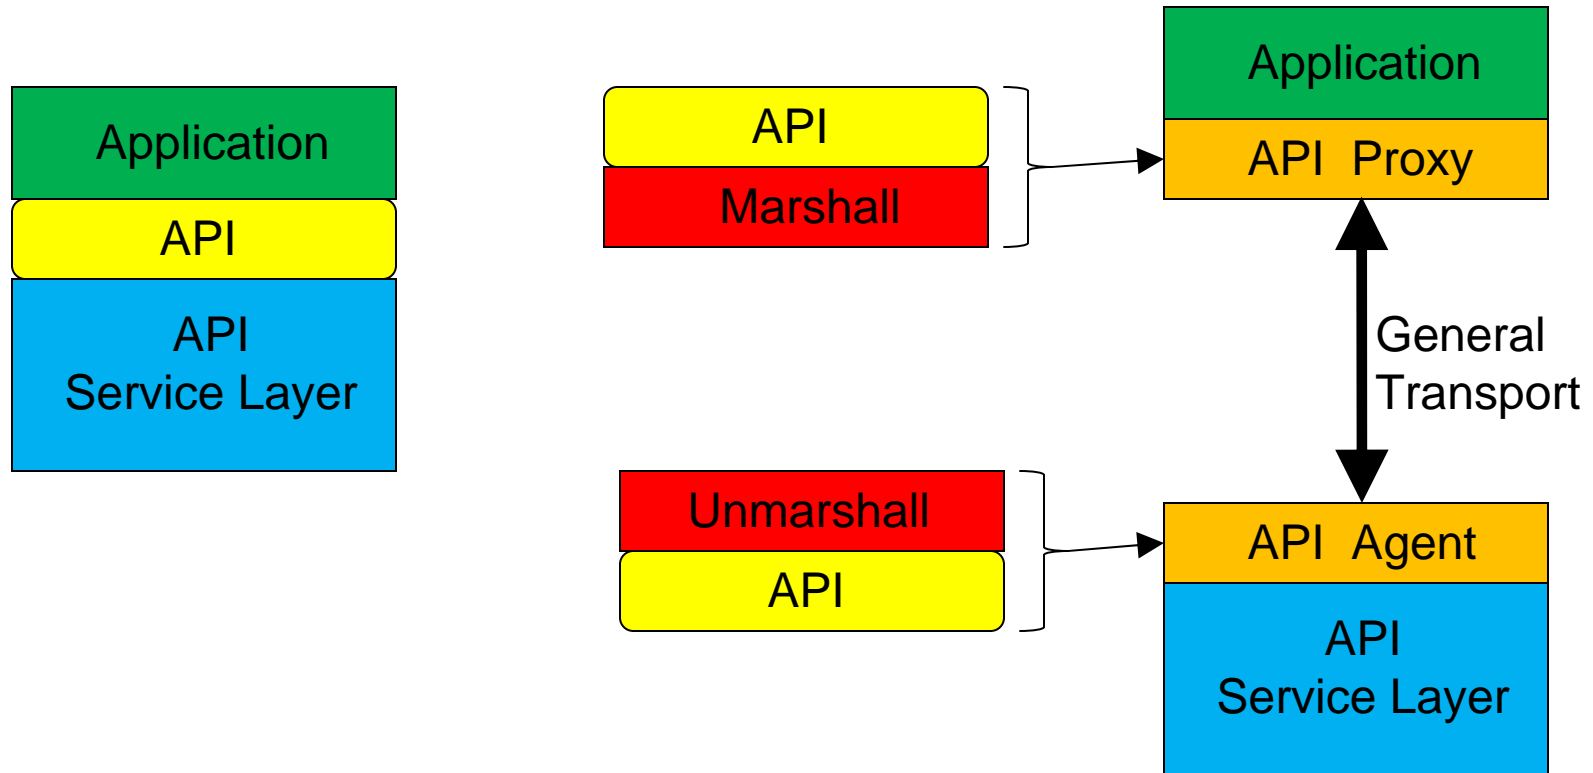 Application
API
API
Service Layer
API
Marshall
Unmarshall
API
Application
API Proxy
General
Transport
API Agent
API
Service Layer